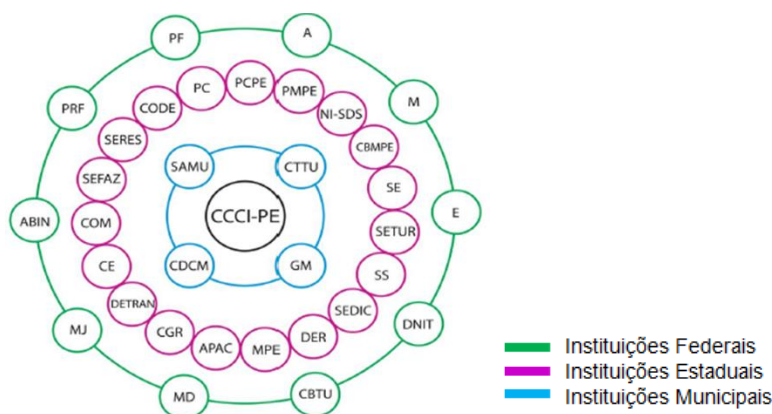 PF
A
M
E
DNIT
CBTU
MD
MJ
ABIN
PRF
PC
PCPE
PMPE
NI-SDS
CBMPE
SE
SETUR
SS
SEDIC
DER
MPE
APAC
CGR
DETRAN
CE
COM
SEFAZ
SERES
CODE
SAMU
CTTU
GM
CDCM
CCCI-PE
Instituições Federais
Instituições Estaduais
Instituições Municipais